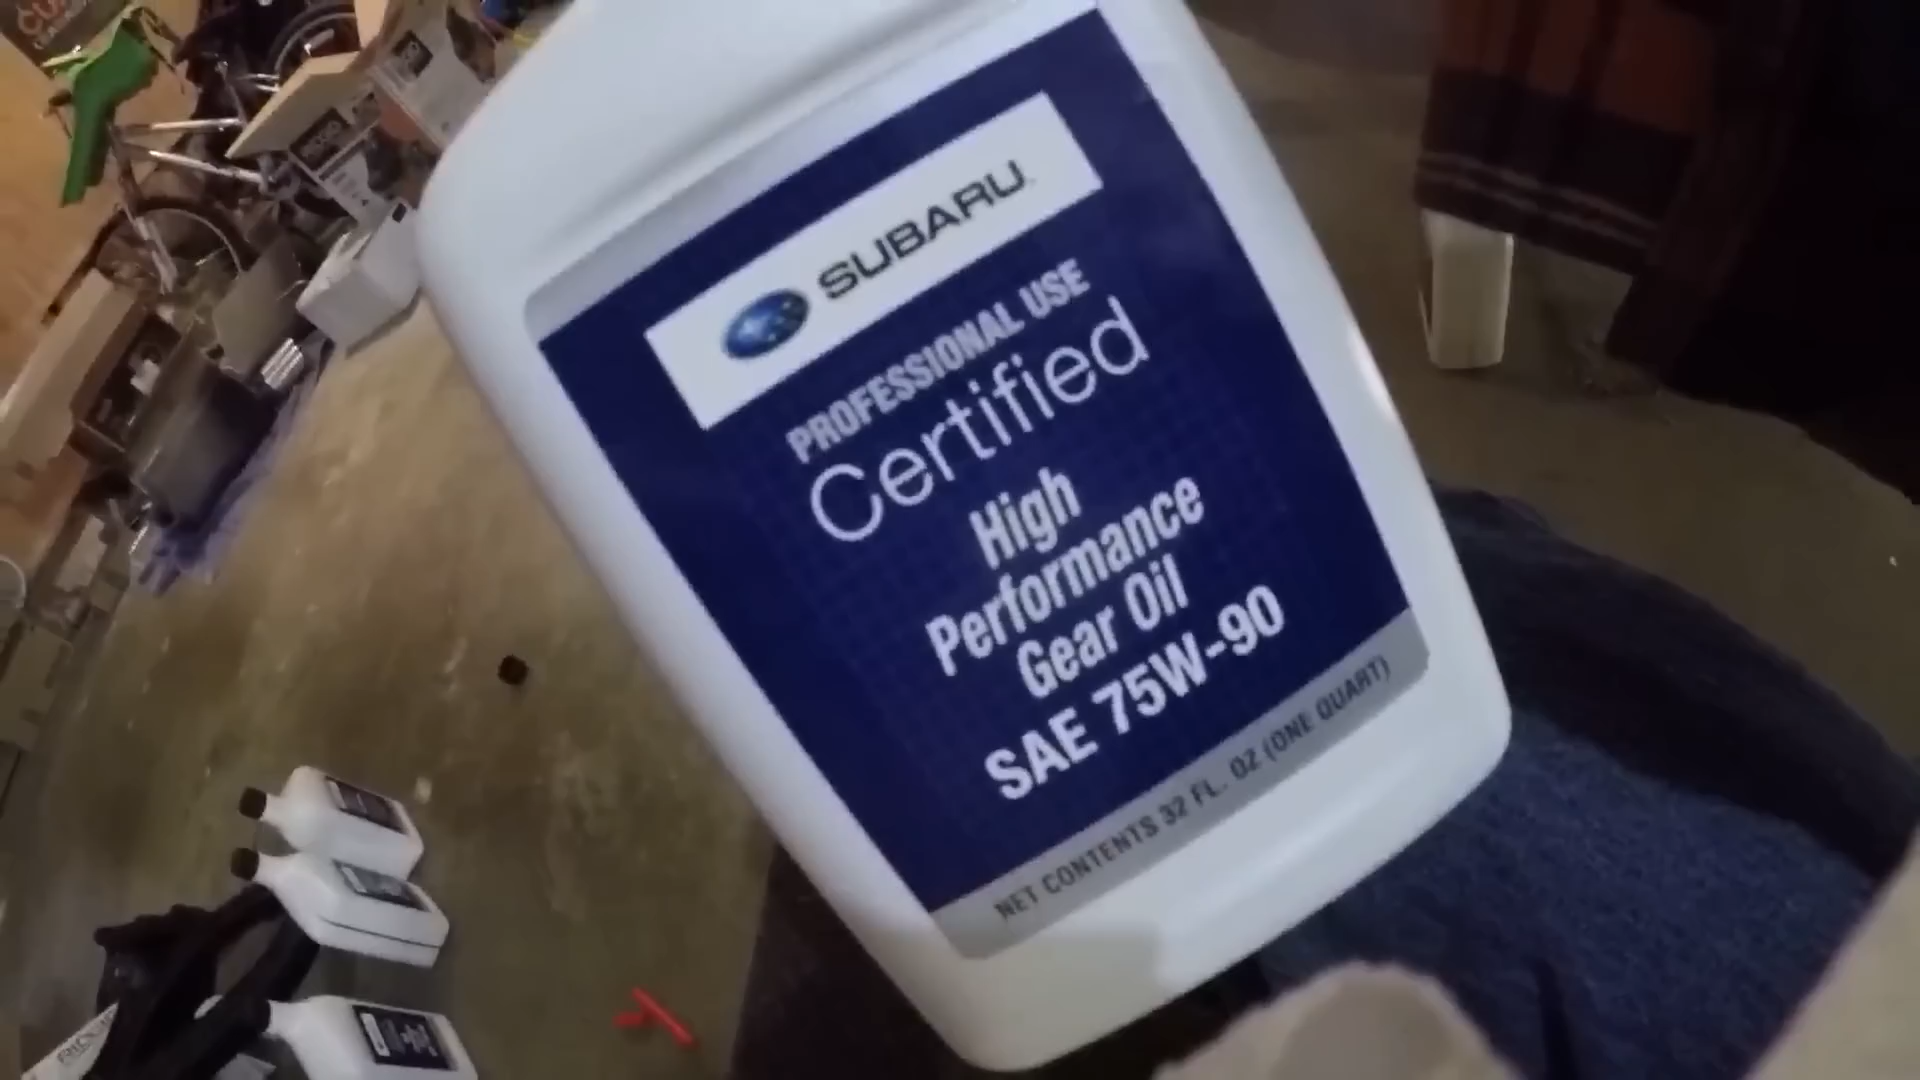 SUBARU
PROFESSIONAL USE
Certified
High
Performance
Gear Oil
SAE 75W-90
NET CONTENTS 32 FL. OZ (ONE QUART)